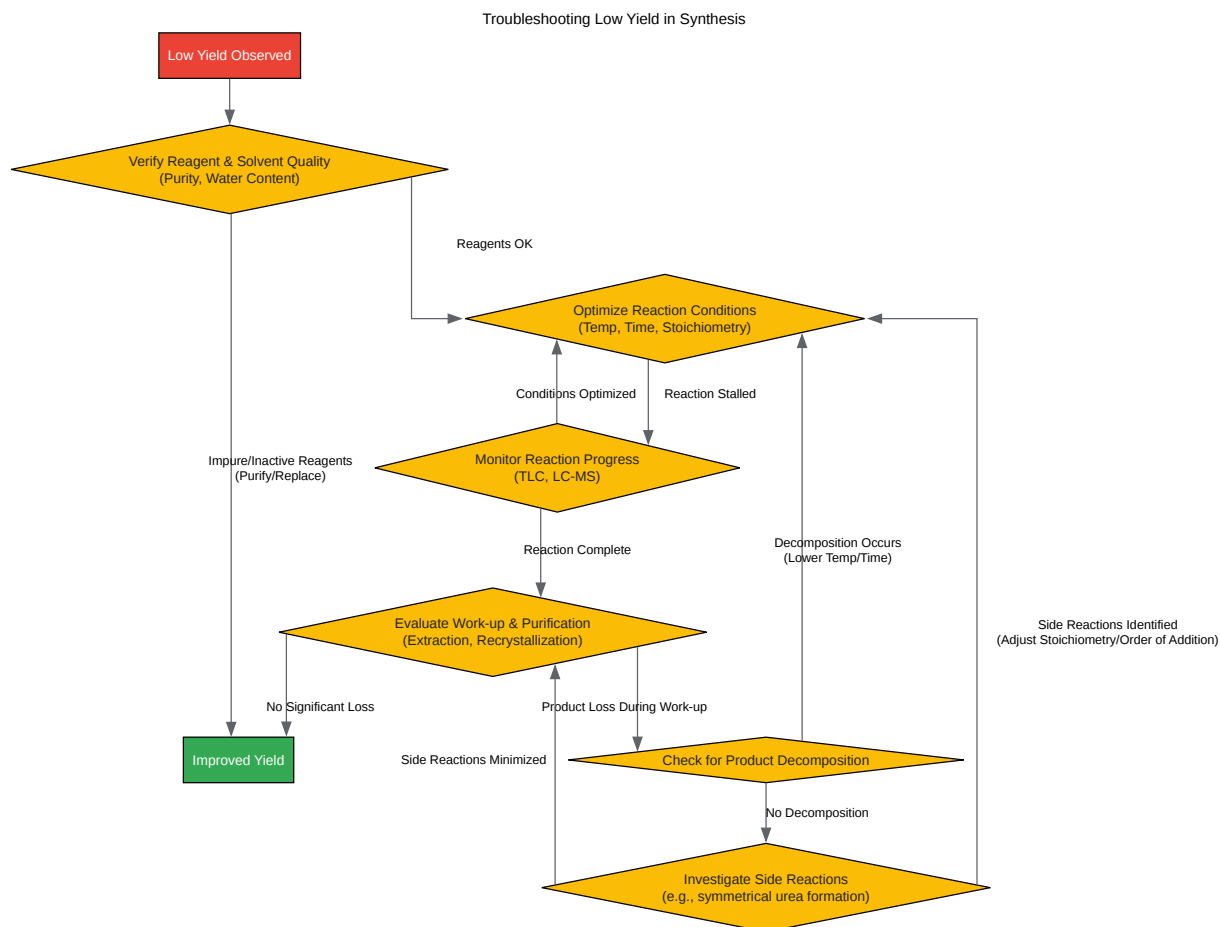 Troubleshooting Low Yield in Synthesis
Low Yield Observed
Verify Reagent & Solvent Quality
(Purity, Water Content)
Reagents OK
Optimize Reaction Conditions
(Temp, Time, Stoichiometry)
Conditions Optimized
Reaction Stalled
Impure/Inactive Reagents
(Purify/Replace)
Monitor Reaction Progress
(TLC, LC-MS)
Reaction Complete
Decomposition Occurs
(Lower Temp/Time)
Evaluate Work-up & Purification
(Extraction, Recrystallization)
Side Reactions Identified
(Adjust Stoichiometry/Order of Addition)
No Significant Loss
Product Loss During Work-up
Improved Yield
Side Reactions Minimized
Check for Product Decomposition
No Decomposition
Investigate Side Reactions
(e.g., symmetrical urea formation)